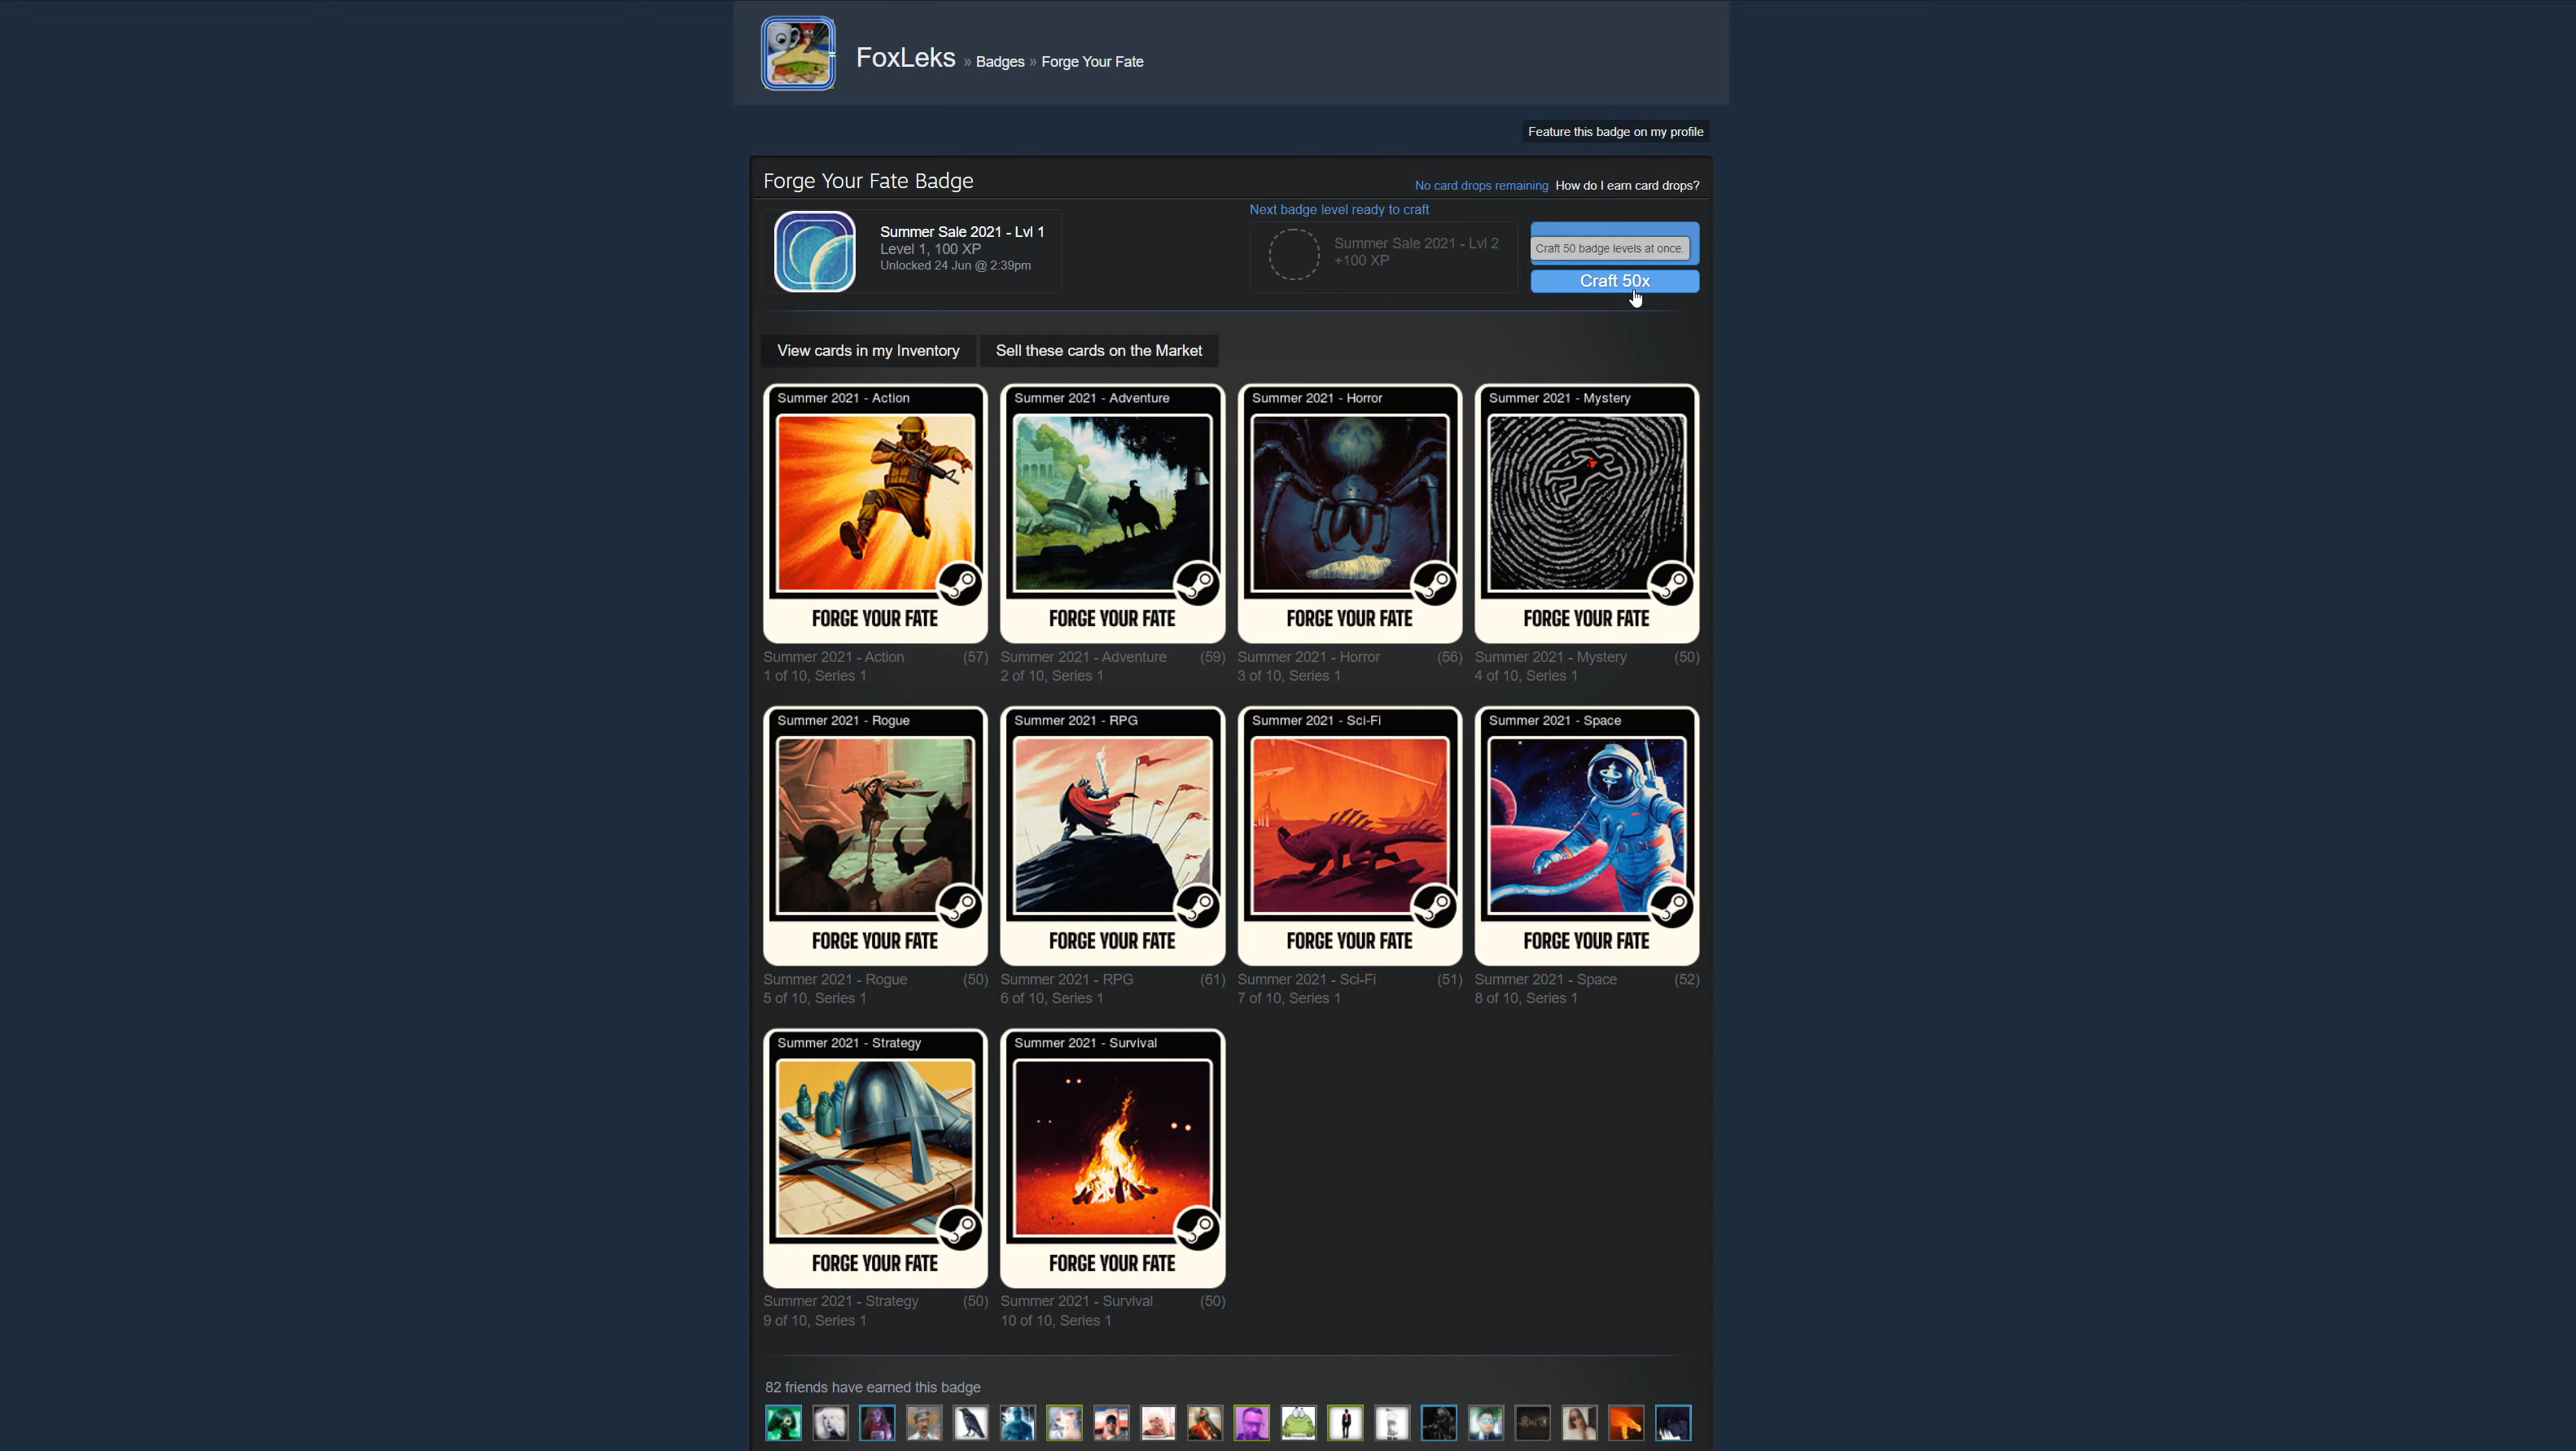 FoxLeks » Badges » Forge Your Fate
Feature this badge on my profile
Forge Your Fate Badge
No card drops remaining How do I earn card drops?
Summer Sale 2021 - Lvl 1
Level 1, 100 XP
Unlocked 24 Jun @ 2:39pm
Next badge level ready to craft
Summer Sale 2021 - Lvl 2
+100 XP
Craft 50 badge levels at once.
Craft 50x
View cards in my Inventory
Sell these cards on the Market
Summer 2021 - Action
FORGE YOUR FATE
Summer 2021 - Action (57)
1 of 10, Series 1
Summer 2021 - Adventure
FORGE YOUR FATE
Summer 2021 - Adventure (59)
2 of 10, Series 1
Summer 2021 - Horror
FORGE YOUR FATE
Summer 2021 - Horror (56)
3 of 10, Series 1
Summer 2021 - Mystery
FORGE YOUR FATE
Summer 2021 - Mystery (50)
4 of 10, Series 1
Summer 2021 - Rogue
FORGE YOUR FATE
Summer 2021 - Rogue (50)
5 of 10, Series 1
Summer 2021 - RPG
FORGE YOUR FATE
Summer 2021 - RPG (61)
6 of 10, Series 1
Summer 2021 - Sci-Fi
FORGE YOUR FATE
Summer 2021 - Sci-Fi (51)
7 of 10, Series 1
Summer 2021 - Space
FORGE YOUR FATE
Summer 2021 - Space (52)
8 of 10, Series 1
Summer 2021 - Strategy
FORGE YOUR FATE
Summer 2021 - Strategy (50)
9 of 10, Series 1
Summer 2021 - Survival
FORGE YOUR FATE
Summer 2021 - Survival (50)
10 of 10, Series 1
82 friends have earned this badge